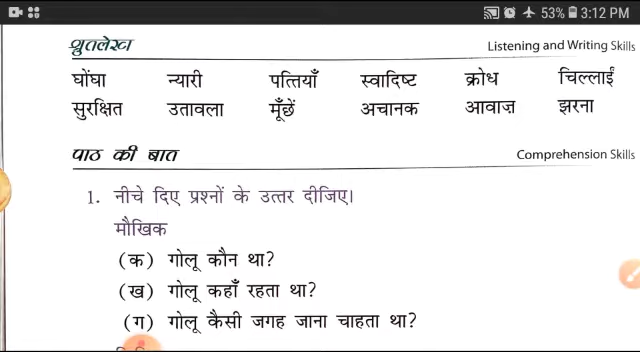 53% 3:12 PM
श्रुतलेख Listening and Writing Skills
घोंघा न्यारी पत्तियाँ स्वादिष्ट क्रोध चिल्लाईं
सुरक्षित उतावला मूँछें अचानक आवाज़ झरना
पाठ की बात Comprehension Skills
1. नीचे दिए प्रश्नों के उत्तर दीजिए।
मौखिक
(क) गोलू कौन था?
(ख) गोलू कहाँ रहता था?
(ग) गोलू कैसी जगह जाना चाहता था?